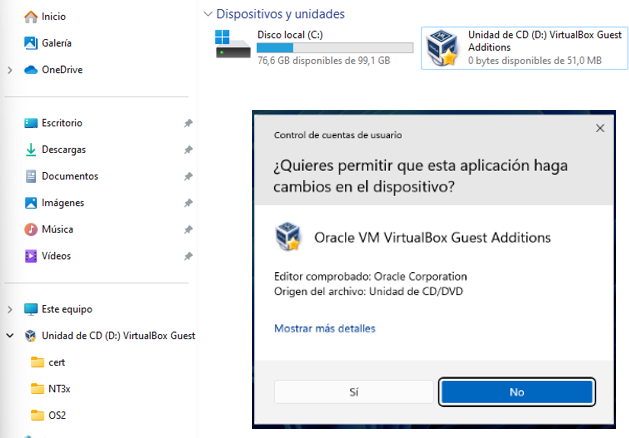 Inicio
Galería
OneDrive
Escritorio
Descargas
Documentos
Imágenes
Música
Vídeos
Este equipo
Unidad de CD (D:) VirtualBox Guest
cert
NT3x
OS2
Dispositivos y unidades
Disco local (C:)
76,6 GB disponibles de 99,1 GB
Unidad de CD (D:) VirtualBox Guest
Additions
0 bytes disponibles de 51,0 MB
Control de cuentas de usuario
¿Quieres permitir que esta aplicación haga
cambios en el dispositivo?
Oracle VM VirtualBox Guest Additions
Editor comprobado: Oracle Corporation
Origen del archivo: Unidad de CD/DVD
Mostrar más detalles
Sí
No